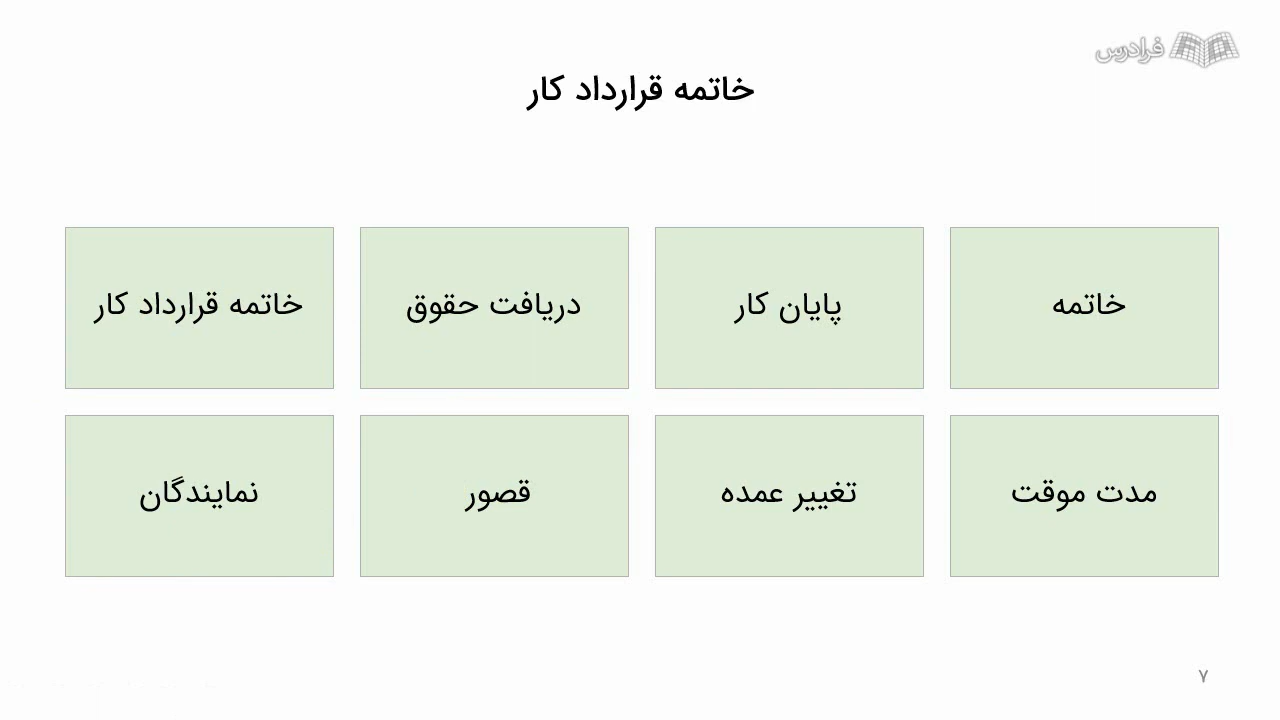 فرادرس
خاتمه قرارداد کار
خاتمه
پایان کار
دریافت حقوق
خاتمه قرارداد کار
مدت موقت
تغییر عمده
قصور
نمایندگان
۷